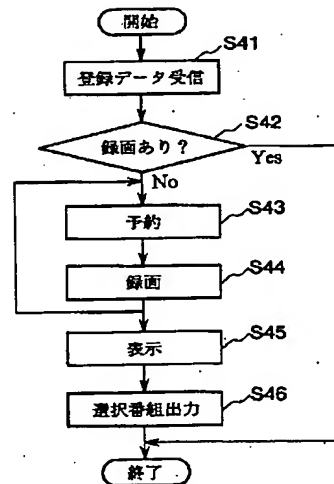 開始
S41
登録データ受信
S42
録画あり?
Yes
No
S43
予約
S44
録画
S45
表示
S46
選択番組出力
終了